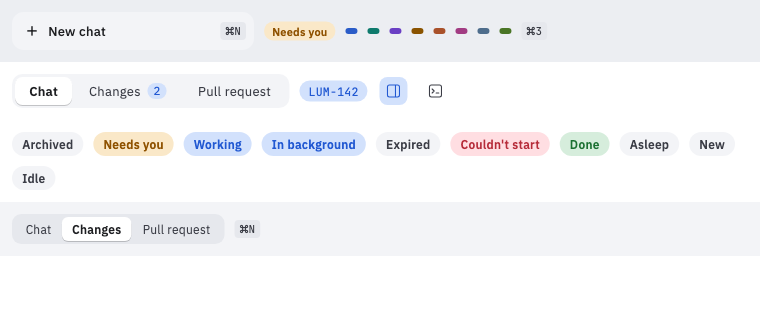 + New chat ⌘N Needs you ⌘3
Chat Changes 2 Pull request LUM-142
Archived Needs you Working In background Expired Couldn't start Done Asleep New
Idle
Chat Changes Pull request ⌘N